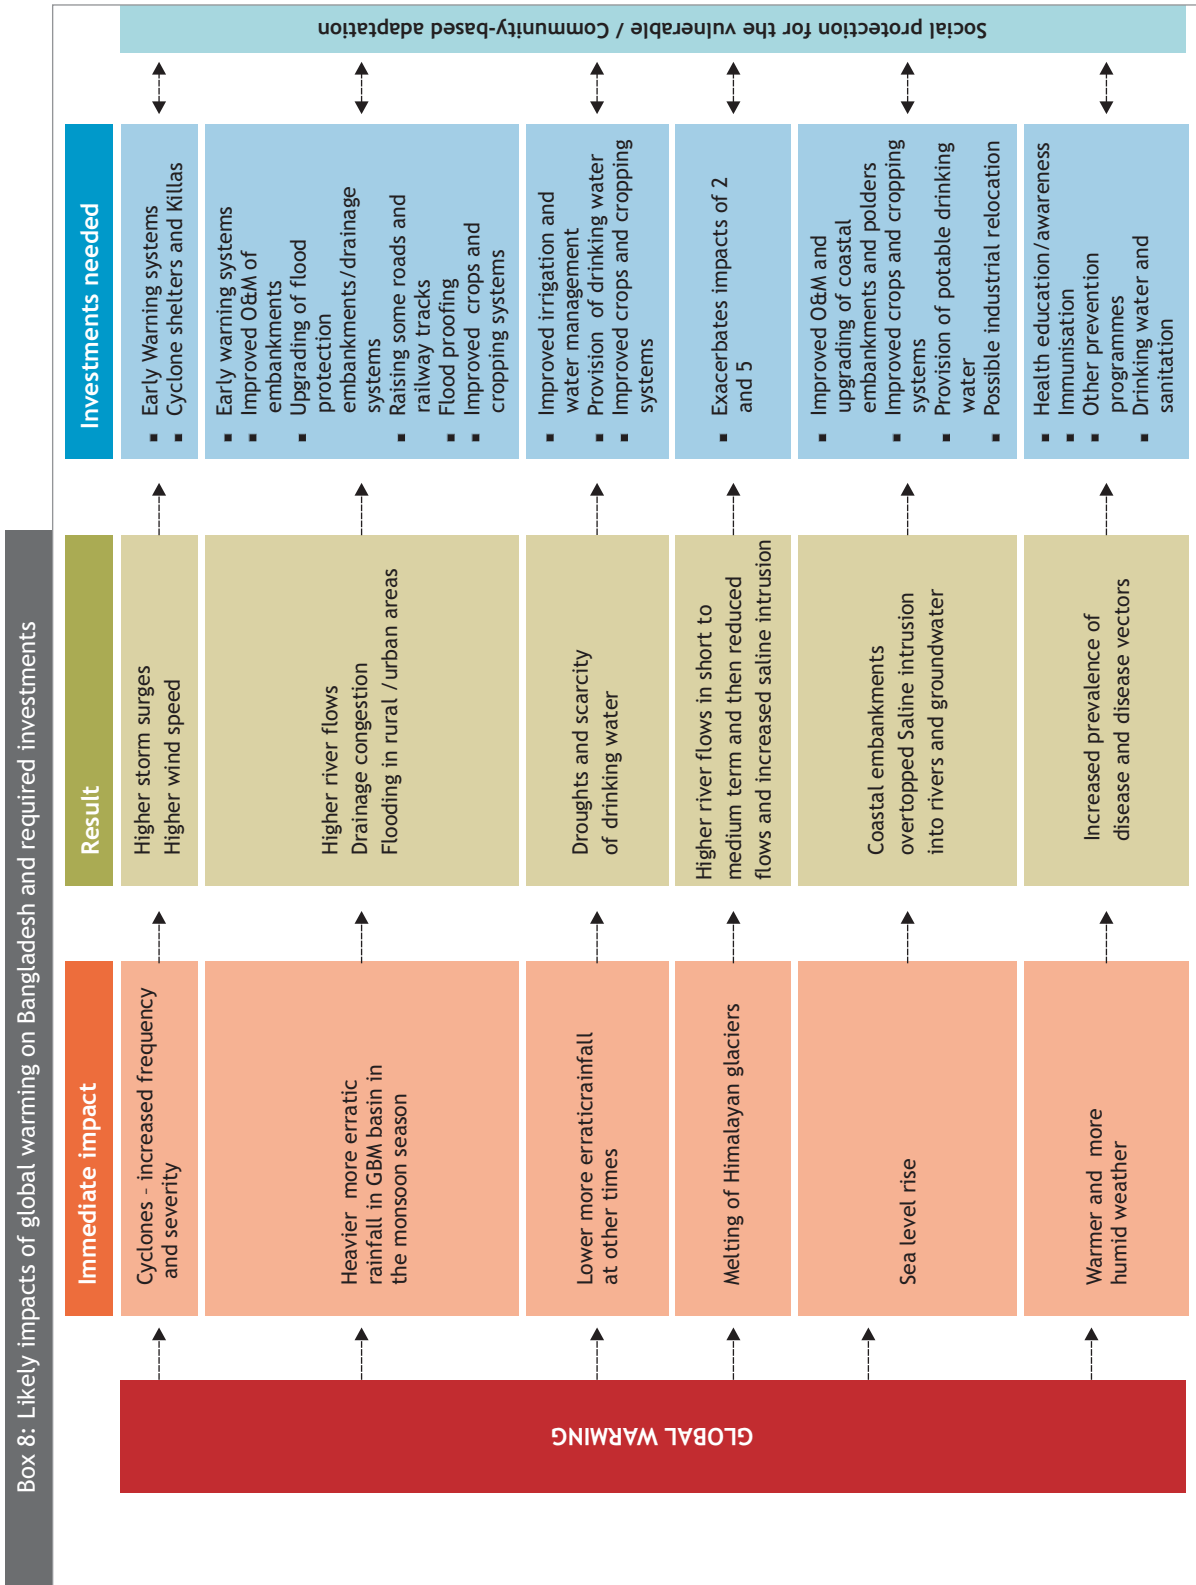 Box 8: Likely impacts of global warming on Bangladesh and required investments
GLOBAL WARMING
Immediate impact
Result
Investments needed
Cyclones - increased frequency
and severity
Higher storm surges
Higher wind speed
▪ Early Warning systems
▪ Cyclone shelters and Killas
Heavier more erratic
rainfall in GBM basin in
the monsoon season
Higher river flows
Drainage congestion
Flooding in rural /urban areas
▪ Early warning systems
▪ Improved O&M of
embankments
▪ Upgrading of flood
protection
embankments/drainage
systems
▪ Raising some roads and
railway tracks
▪ Flood proofing
▪ Improved crops and
cropping systems
Lower more erraticrainfall
at other times
Droughts and scarcity
of drinking water
▪ Improved irrigation and
water management
▪ Provision of drinking water
▪ Improved crops and cropping
systems
Melting of Himalayan glaciers
Higher river flows in short to
medium term and then reduced
flows and increased saline intrusion
▪ Exacerbates impacts of 2
and 5
Sea level rise
Coastal embankments
overtopped Saline intrusion
into rivers and groundwater
▪ Improved O&M and
upgrading of coastal
embankments and polders
▪ Improved crops and cropping
systems
▪ Provision of potable drinking
water
▪ Possible industrial relocation
Warmer and more
humid weather
Increased prevalence of
disease and disease vectors
▪ Health education/awareness
▪ Immunisation
▪ Other prevention
programmes
▪ Drinking water and
sanitation
Social protection for the vulnerable / Community-based adaptation